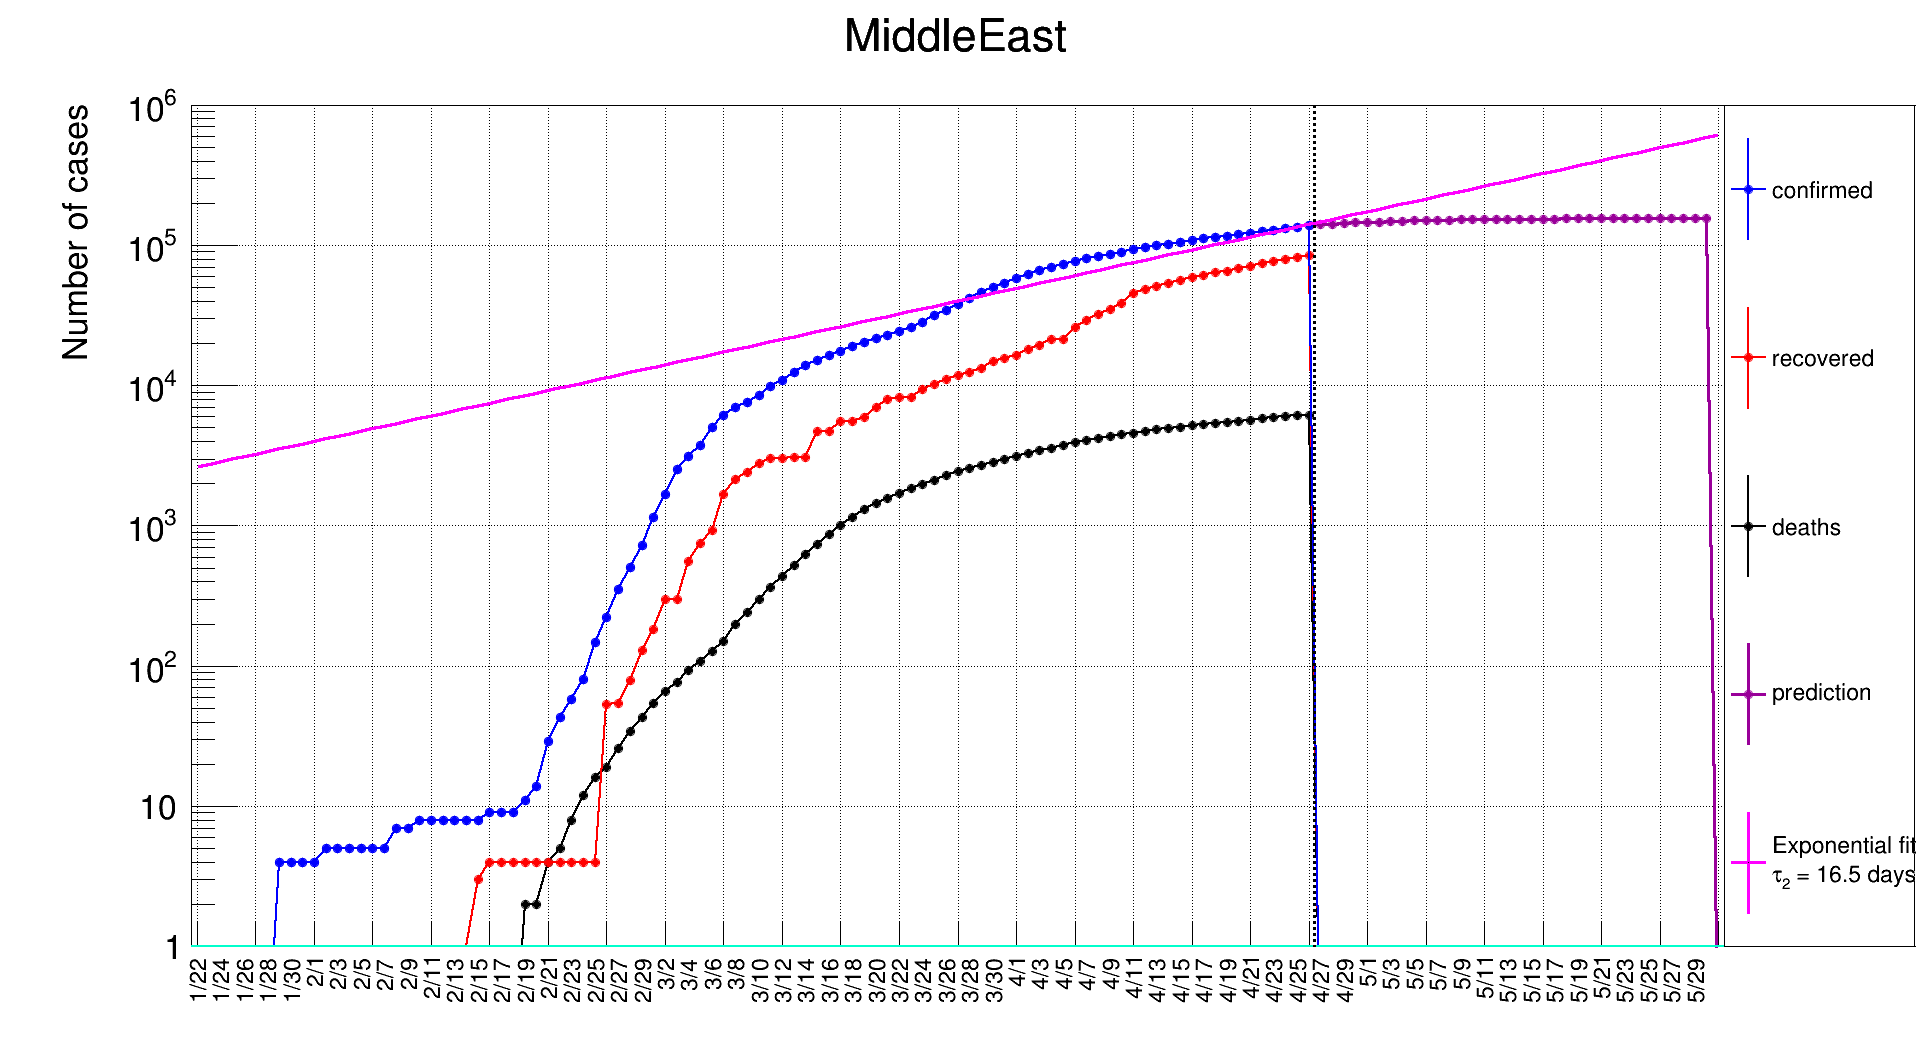 MiddleEast
Number of cases
10^6
10^5
10^4
10^3
10^2
10
1
1/22 1/24 1/26 1/28 1/30 2/1 2/3 2/5 2/7 2/9 2/11 2/13 2/15 2/17 2/19 2/21 2/23 2/25 2/27 2/29 3/2 3/4 3/6 3/8 3/10 3/12 3/14 3/16 3/18 3/20 3/22 3/24 3/26 3/28 3/30 4/1 4/3 4/5 4/7 4/9 4/11 4/13 4/15 4/17 4/19 4/21 4/23 4/25 4/27 4/29 5/1 5/3 5/5 5/7 5/9 5/11 5/13 5/15 5/17 5/19 5/21 5/23 5/25 5/27 5/29
confirmed
recovered
deaths
prediction
Exponential fit
τ₂ = 16.5 days